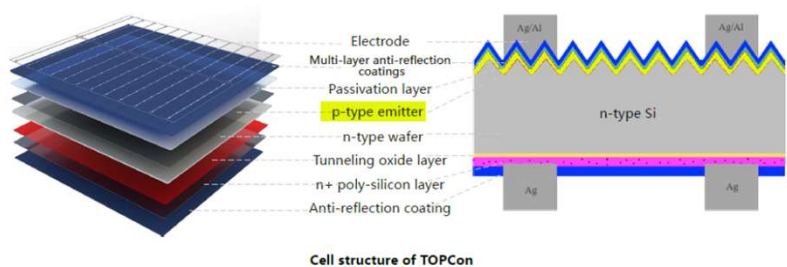 Electrode
Multi-layer anti-reflection
coatings
Passivation layer
p-type emitter
n-type wafer
Tunneling oxide layer
n+ poly-silicon layer
Anti-reflection coating
Ag/Al
Ag/Al
n-type Si
Ag
Ag
Cell structure of TOPCon